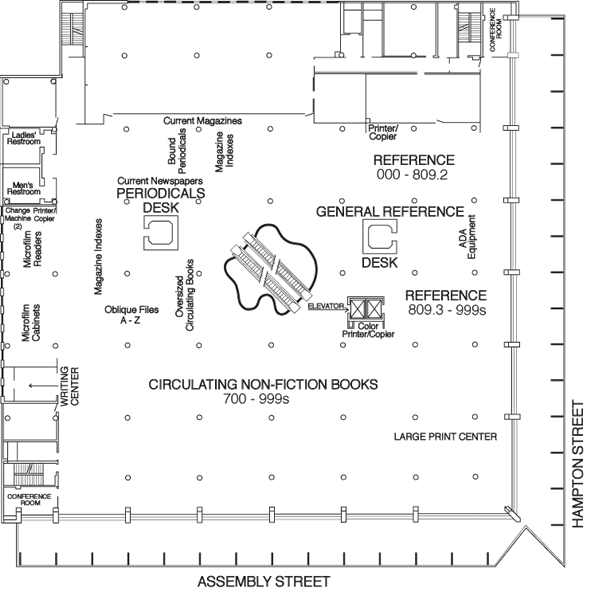 CONFERENCE
ROOM
Current Magazines
Printer/
Copier
Ladies'
Restroom
Bound
Periodicals
Magazine
Indexes
REFERENCE
000 - 809.2
Men's
Restroom
Current Newspapers
PERIODICALS
DESK
Change
Machine
(2)
Printer/
Copier
GENERAL REFERENCE
DESK
ADA
Equipment
Microfilm
Readers
Magazine Indexes
Oversized
Circulating Books
REFERENCE
809.3 - 999s
Microfilm
Cabinets
Oblique Files
A - Z
ELEVATOR
Color
Printer/Copier
WRITING
CENTER
CIRCULATING NON-FICTION BOOKS
700 - 999s
LARGE PRINT CENTER
HAMPTON STREET
CONFERENCE
ROOM
ASSEMBLY STREET